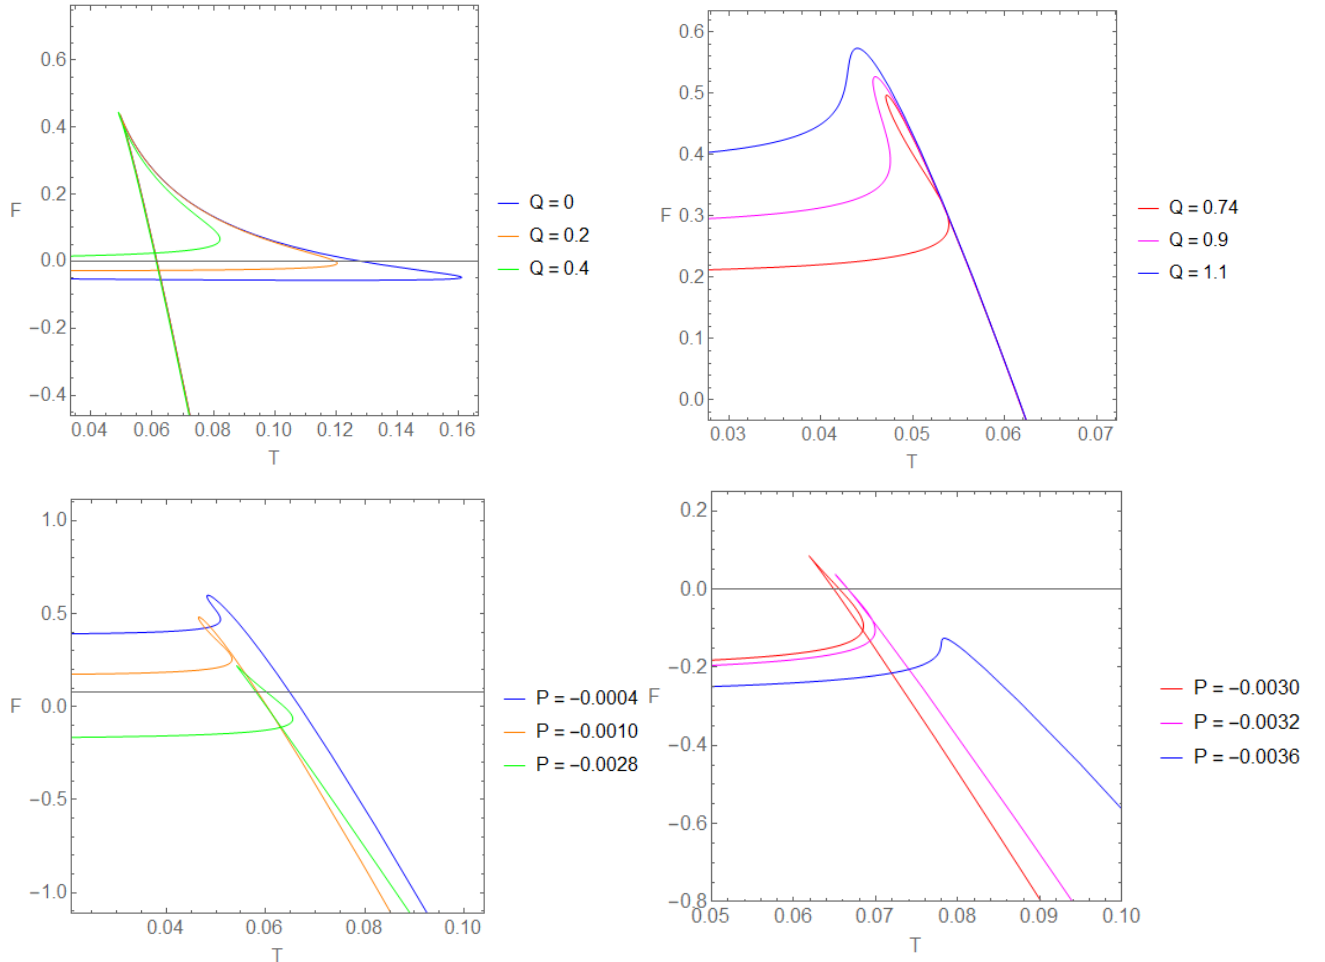 0.6
0.4
0.2
0.0
−0.2
−0.4
F
0.04 0.06 0.08 0.10 0.12 0.14 0.16
T
Q = 0
Q = 0.2
Q = 0.4
0.6
0.5
0.4
0.3
0.2
0.1
0.0
F
0.03 0.04 0.05 0.06 0.07
T
Q = 0.74
Q = 0.9
Q = 1.1
1.0
0.5
0.0
−0.5
−1.0
F
0.04 0.06 0.08 0.10
T
P = −0.0004
P = −0.0010
P = −0.0028
0.2
0.0
−0.2
−0.4
−0.6
−0.8
F
0.05 0.06 0.07 0.08 0.09 0.10
T
P = −0.0030
P = −0.0032
P = −0.0036